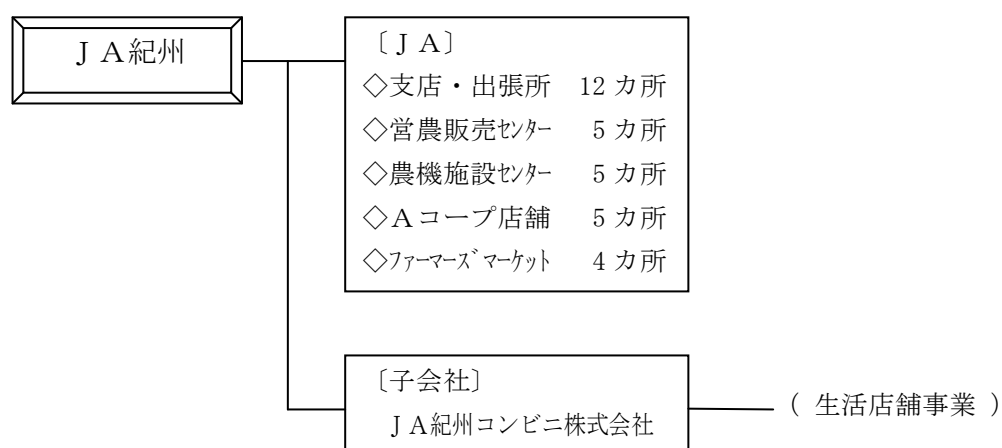 ＪＡ紀州
〔ＪＡ〕
◇支店・出張所 12カ所
◇営農販売ｾﾝﾀｰ 5カ所
◇農機施設ｾﾝﾀｰ 5カ所
◇Ａコープ店舗 5カ所
◇ﾌｧｰﾏｰｽﾞﾏｰｹｯﾄ 4カ所
〔子会社〕
ＪＡ紀州コンビニ株式会社
（ 生活店舗事業 ）